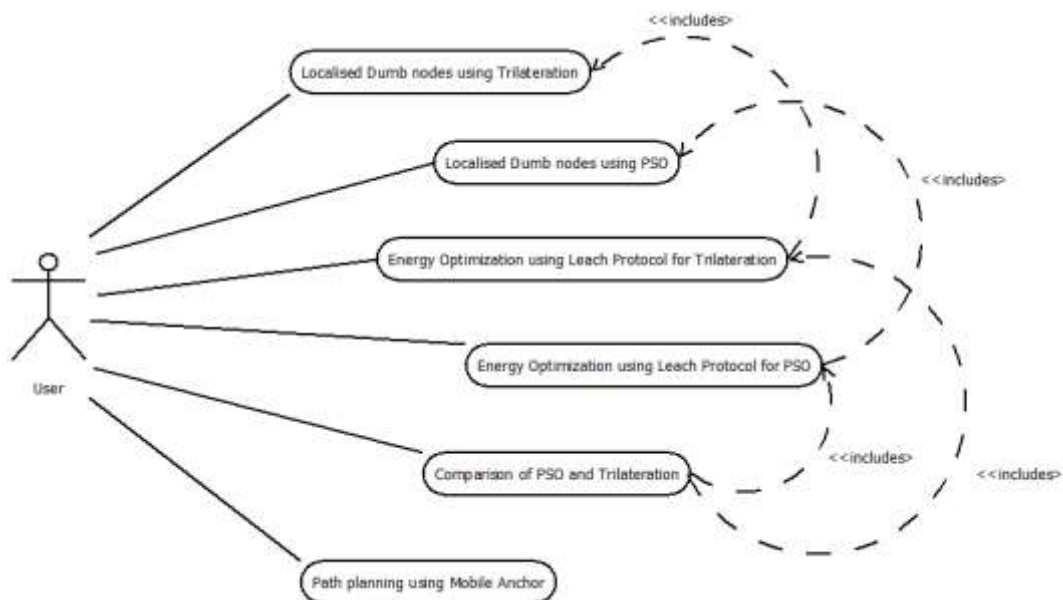 <<includes>
Localised Dumb nodes using Trilateration
Localised Dumb nodes using PSO
<<includes>
Energy Optimization using Leach Protocol for Trilateration
Energy Optimization using Leach Protocol for PSO
User
<<includes>
Comparison of PSO and Trilateration
<<includes>
Path planning using Mobile Anchor